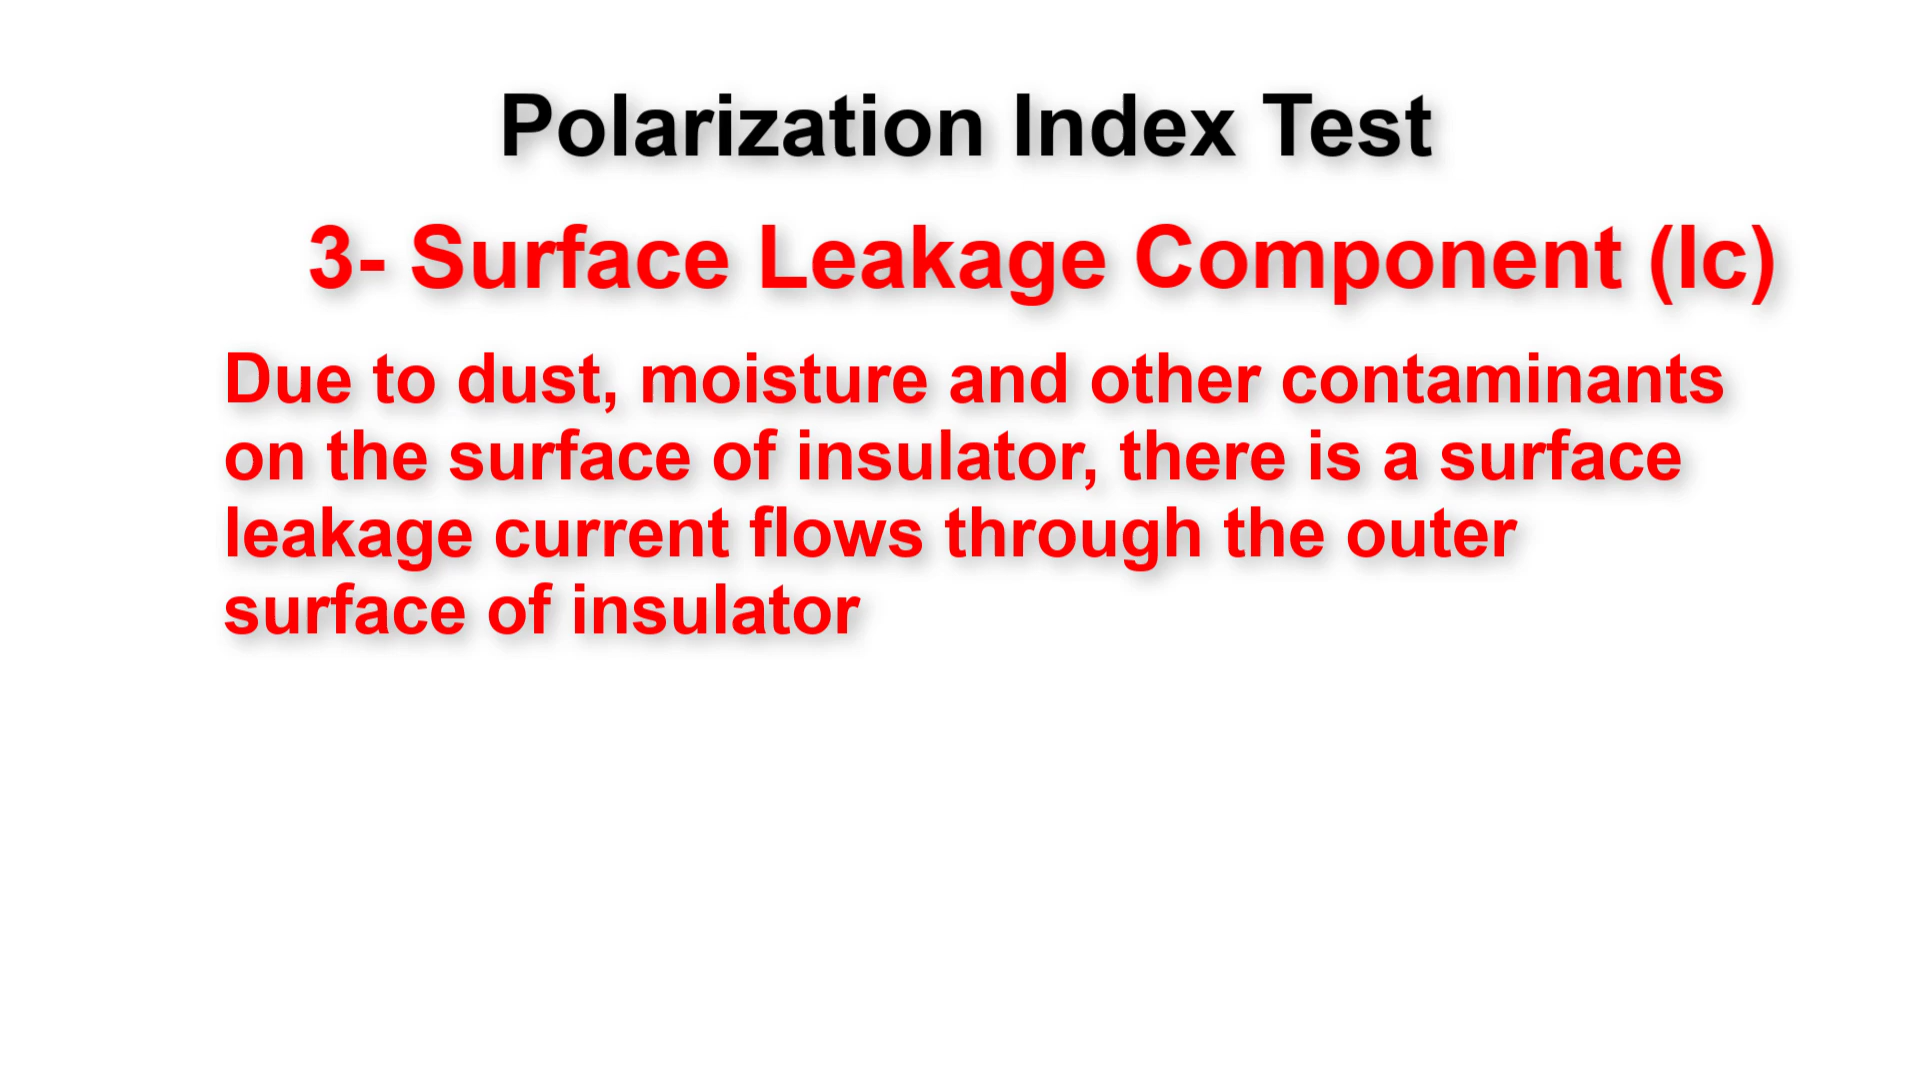 Polarization Index Test
3- Surface Leakage Component (Ic)
Due to dust, moisture and other contaminants
on the surface of insulator, there is a surface
leakage current flows through the outer
surface of insulator